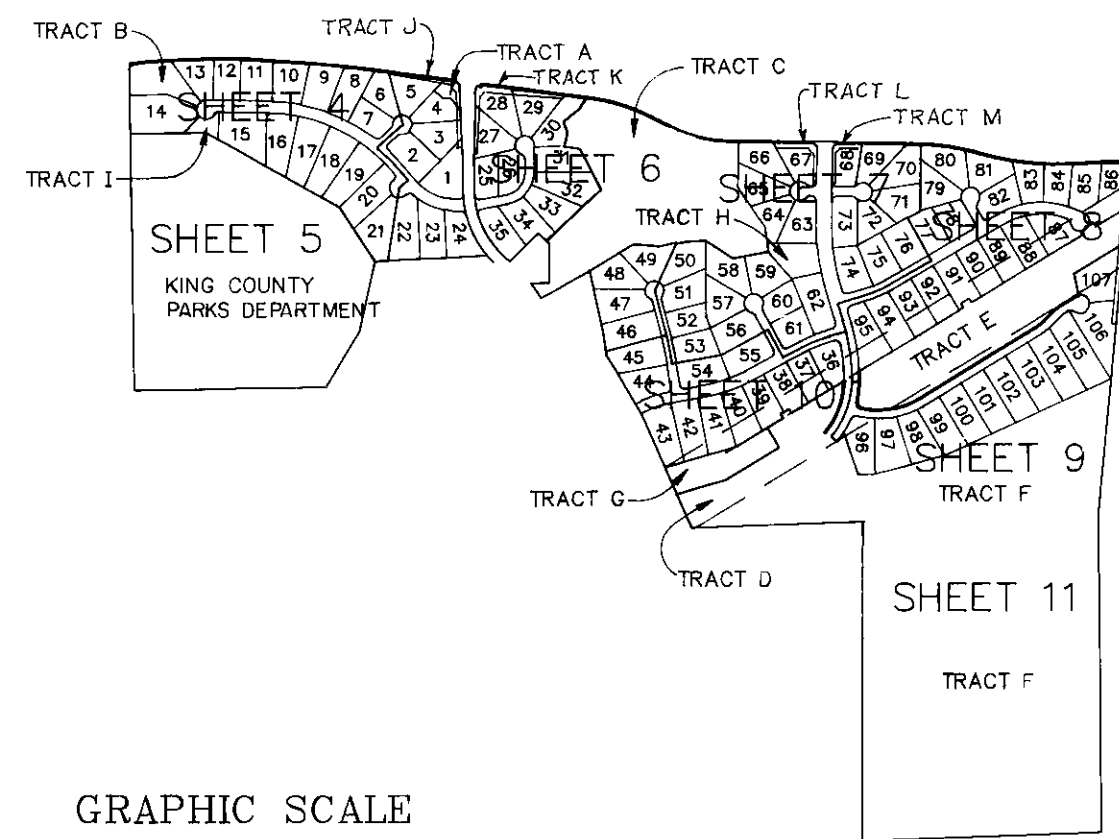 TRACT B
TRACT J
TRACT A
TRACT K
TRACT C
TRACT L
TRACT M
TRACT I
TRACT H
13 12 11 10 9 8 6 5 4
14 15 16 17 18 19 7 3 2 1
20 21 22 23 24
28 29 30 27 25 26 31 32 33 34 35
SHEET 4
SHEET 6
SHEET 5
KING COUNTY
PARKS DEPARTMENT
SHEET 7
SHEET 8
66 67 68 69 70 80 81
65 64 63 73 72 71 79 82 83 84 85 86
74 75 76 77 78 87 88 89 90 91 92 93 94 95
48 49 50 58 59
47 51 57 60 62
46 52 56 61
45 53 55
44 54
43 42 41 40 39 38 37 36
SHEET 10
TRACT E
107
106
105
104
103
102
101
100
99
98
97
96
SHEET 9
TRACT F
TRACT G
TRACT D
SHEET 11
TRACT F
GRAPHIC SCALE